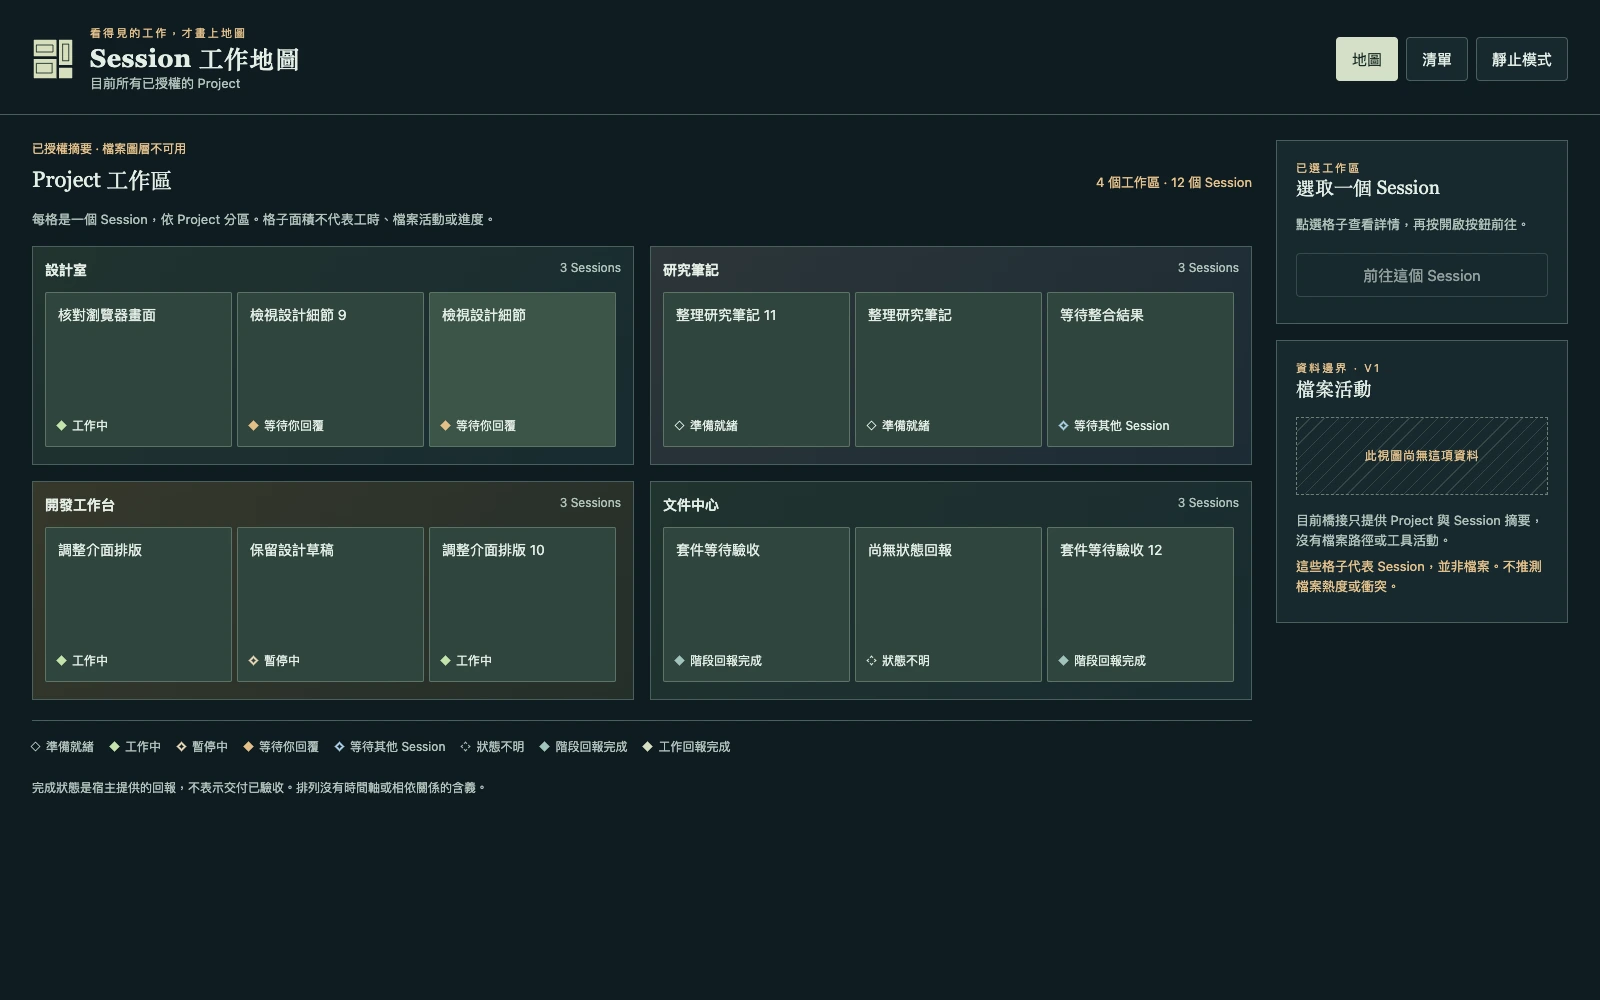 看得見的工作，才畫上地圖
Session 工作地圖
目前所有已授權的 Project
地圖
清單
靜止模式
已授權摘要 · 檔案圖層不可用
Project 工作區
4 個工作區 · 12 個 Session
每格是一個 Session，依 Project 分區。格子面積不代表工時、檔案活動或進度。
設計室
3 Sessions
核對瀏覽器畫面
檢視設計細節 9
檢視設計細節
工作中
等待你回覆
等待你回覆
研究筆記
3 Sessions
整理研究筆記 11
整理研究筆記
等待整合結果
準備就緒
準備就緒
等待其他 Session
開發工作台
3 Sessions
調整介面排版
保留設計草稿
調整介面排版 10
工作中
暫停中
工作中
文件中心
3 Sessions
套件等待驗收
尚無狀態回報
套件等待驗收 12
階段回報完成
狀態不明
階段回報完成
準備就緒
工作中
暫停中
等待你回覆
等待其他 Session
狀態不明
階段回報完成
工作回報完成
完成狀態是宿主提供的回報，不表示交付已驗收。排列沒有時間軸或相依關係的含義。
已選工作區
選取一個 Session
點選格子查看詳情，再按開啟按鈕前往。
前往這個 Session
資料邊界 · V1
檔案活動
此視圖尚無這項資料
目前橋接只提供 Project 與 Session 摘要，
沒有檔案路徑或工具活動。
這些格子代表 Session，並非檔案。不推測
檔案熱度或衝突。